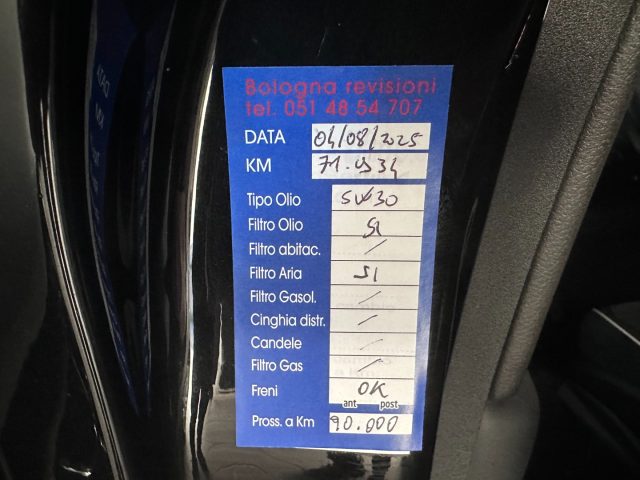 Bologna revisioni
tel. 051 48 54 707
DATA 04/08/2025
KM
Tipo Olio 5W30
Filtro Olio SI
Filtro abitac. /
Filtro Aria SI
Filtro Gasol. /
Cinghia distr. /
Candele /
Filtro Gas /
Freni OK
ant post
Pross. a Km 90.000